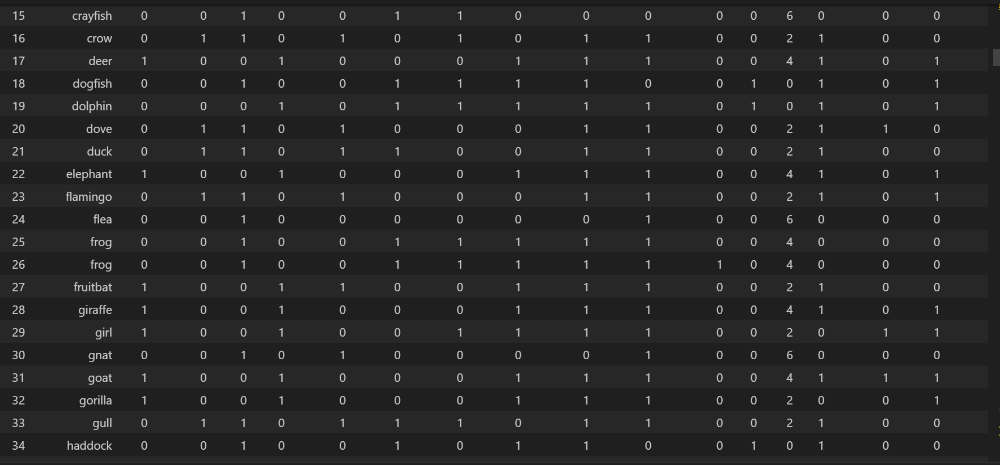 15 crayfish 0 0 1 0 0 1 1 0 0 0 0 0 6 0 0 0
16 crow 0 1 1 0 1 0 1 0 1 1 0 0 2 1 0 0
17 deer 1 0 0 1 0 0 0 1 1 1 0 0 4 1 0 1
18 dogfish 0 0 1 0 0 1 1 1 1 0 0 1 0 1 0 1
19 dolphin 0 0 0 1 0 1 1 1 1 1 0 1 0 1 0 1
20 dove 0 1 1 0 1 0 0 0 1 1 0 0 2 1 1 0
21 duck 0 1 1 0 1 1 0 0 1 1 0 0 2 1 0 0
22 elephant 1 0 0 1 0 0 0 1 1 1 0 0 4 1 0 1
23 flamingo 0 1 1 0 1 0 0 0 1 1 0 0 2 1 0 1
24 flea 0 0 1 0 0 0 0 0 0 1 0 0 6 0 0 0
25 frog 0 0 1 0 0 1 1 1 1 1 0 0 4 0 0 0
26 frog 0 0 1 0 0 1 1 1 1 1 1 0 4 0 0 0
27 fruitbat 1 0 0 1 1 0 0 1 1 1 0 0 2 1 0 0
28 giraffe 1 0 0 1 0 0 0 1 1 1 0 0 4 1 0 1
29 girl 1 0 0 1 0 0 1 1 1 1 0 0 2 0 1 1
30 gnat 0 0 1 0 1 0 0 0 0 1 0 0 6 0 0 0
31 goat 1 0 0 1 0 0 0 1 1 1 0 0 4 1 1 1
32 gorilla 1 0 0 1 0 0 0 1 1 1 0 0 2 0 0 1
33 gull 0 1 1 0 1 1 1 0 1 1 0 0 2 1 0 0
34 haddock 0 0 1 0 0 1 0 1 1 0 0 1 0 1 0 0